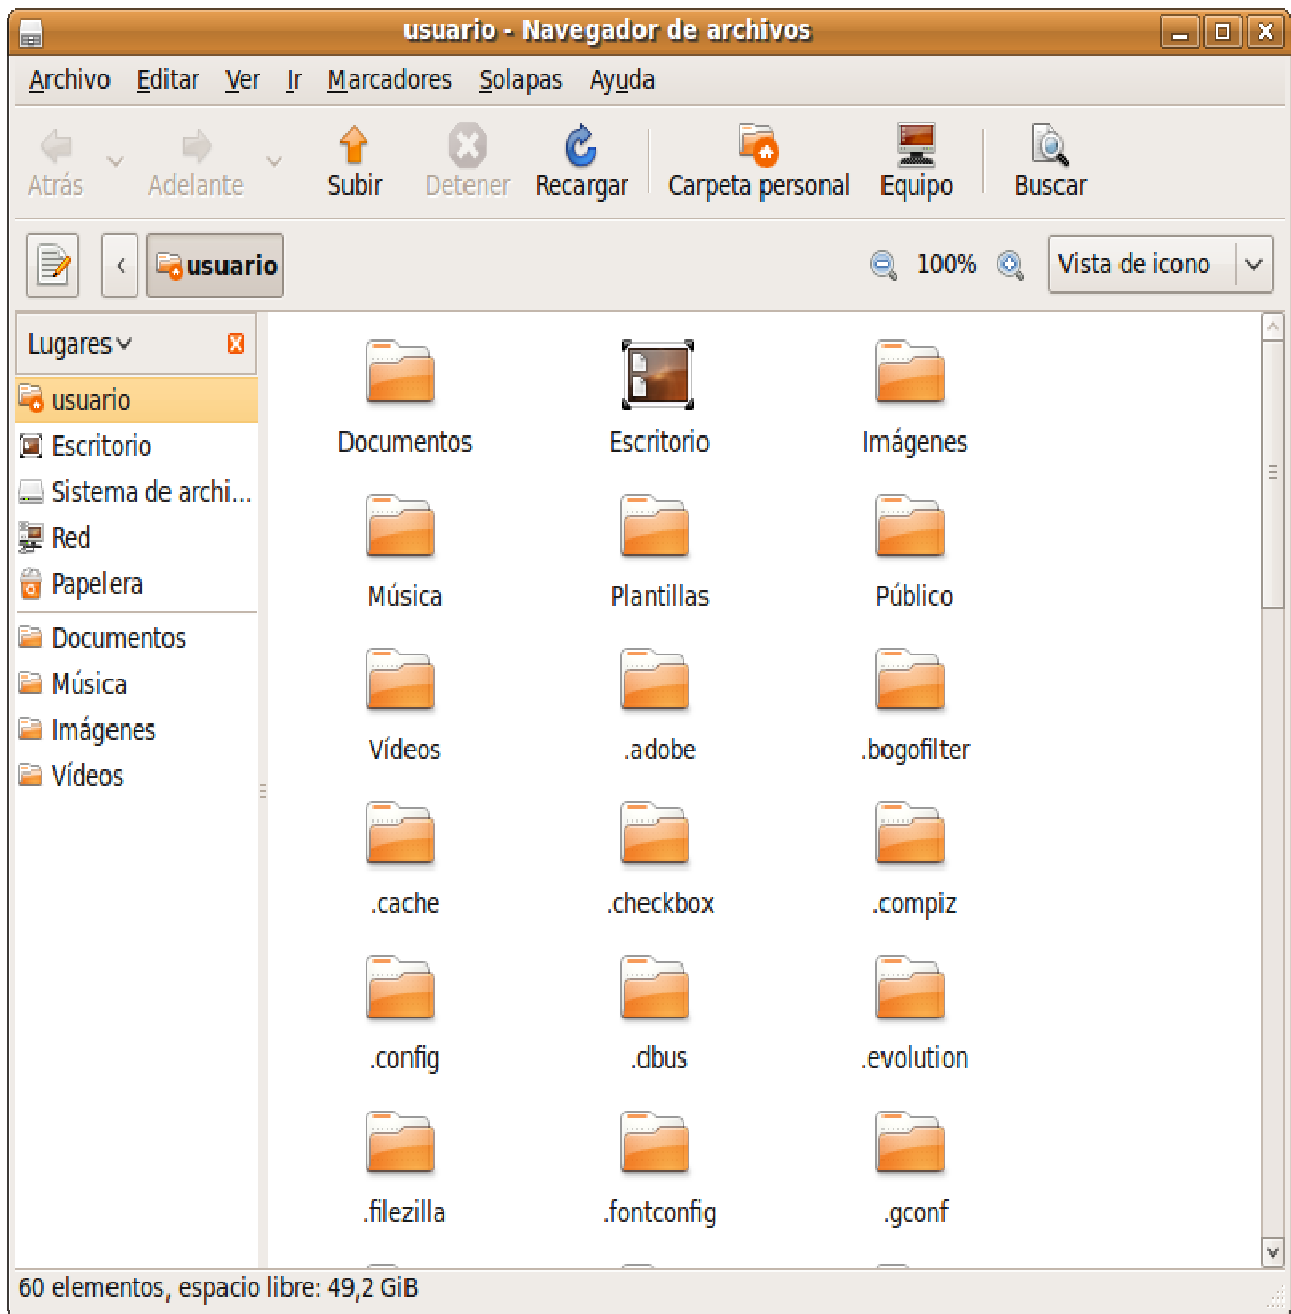 usuario - Navegador de archivos
Archivo Editar Ver Ir Marcadores Solapas Ayuda
Atrás Adelante Subir Detener Recargar Carpeta personal Equipo Buscar
usuario 100% Vista de icono
Lugares
usuario
Escritorio
Sistema de archi...
Red
Papelera
Documentos
Música
Imágenes
Vídeos
Documentos Escritorio Imágenes
Música Plantillas Público
Vídeos .adobe .bogofilter
.cache .checkbox .compiz
.config .dbus .evolution
.filezilla .fontconfig .gconf
60 elementos, espacio libre: 49,2 GiB